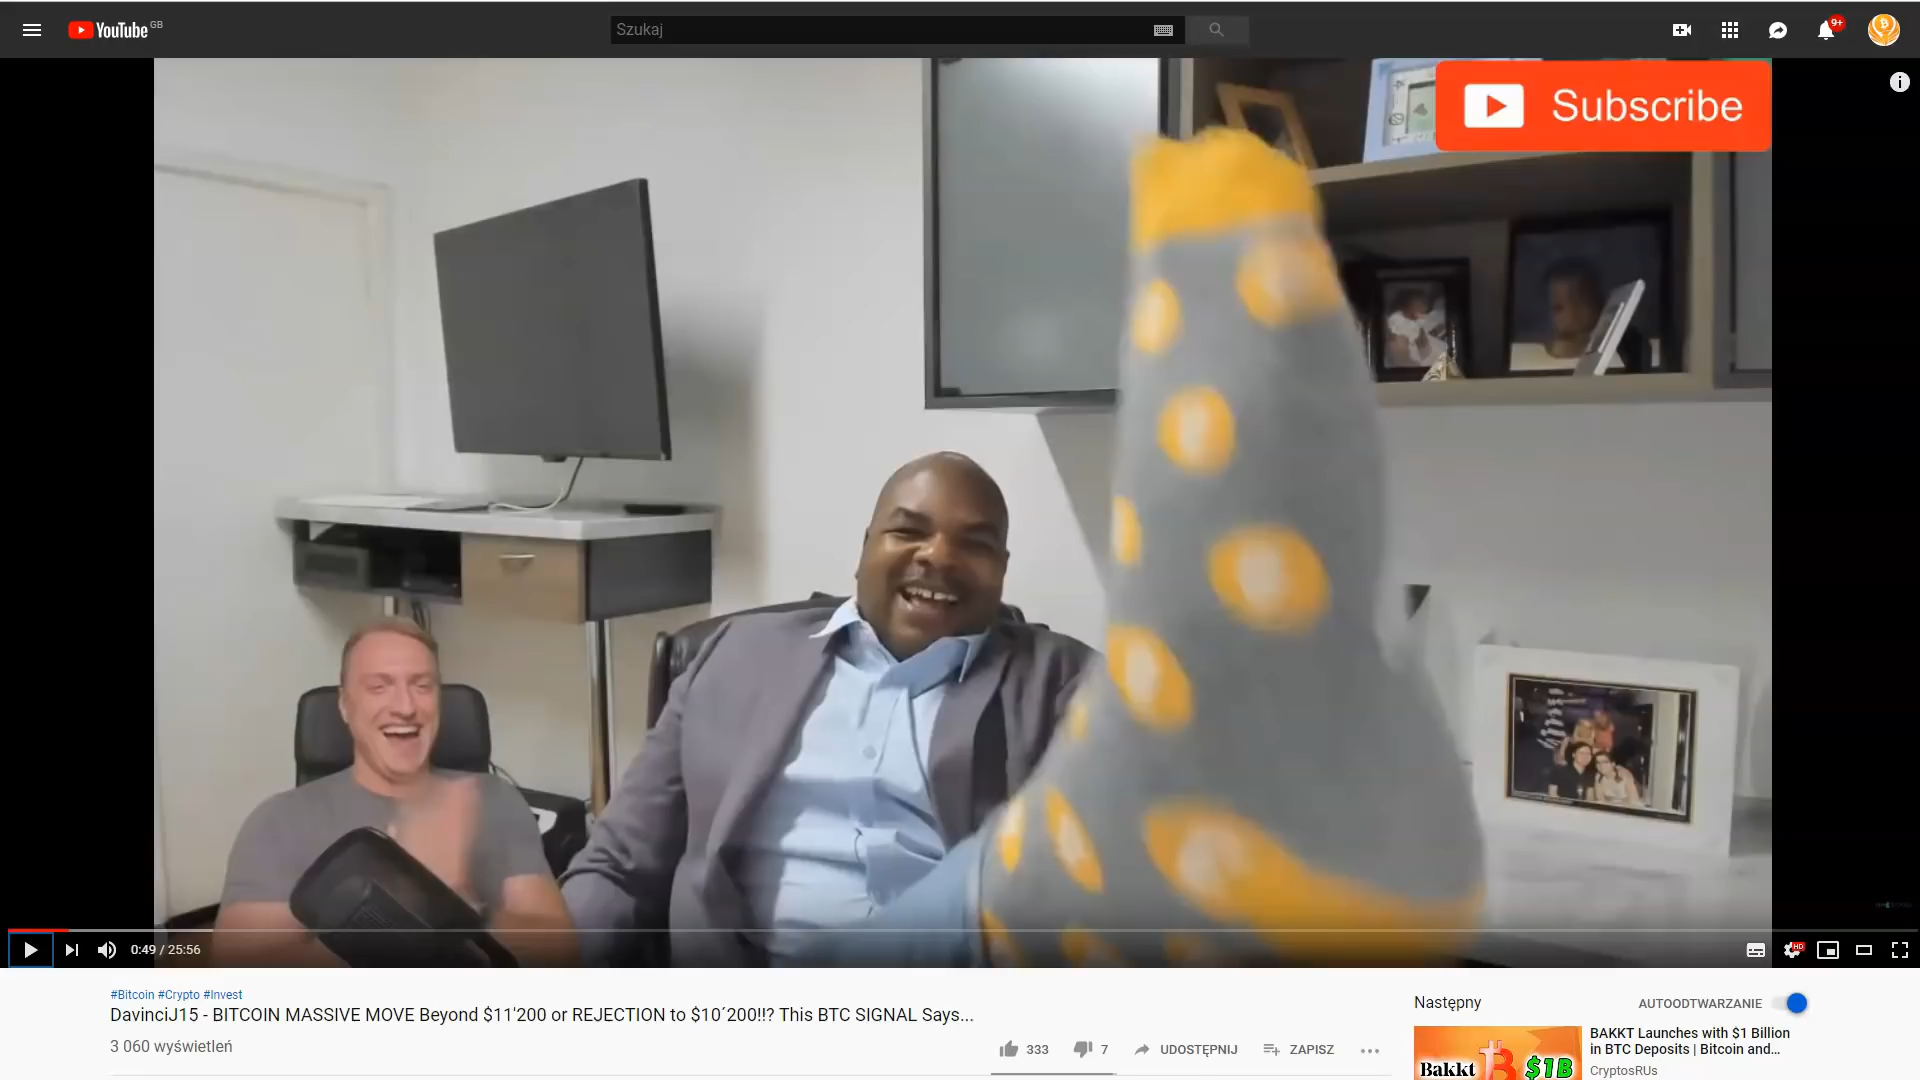 YouTube GB
Szukaj
9+
Subscribe
0:49 / 25:56
HD
#Bitcoin #Crypto #Invest
DavinciJ15 - BITCOIN MASSIVE MOVE Beyond $11'200 or REJECTION to $10´200!!? This BTC SIGNAL Says...
3 060 wyświetleń
333
7
UDOSTĘPNIJ
ZAPISZ
Następny
AUTOODTWARZANIE
Bakkt
$1B
BAKKT Launches with $1 Billion
in BTC Deposits | Bitcoin and...
CryptosRUs